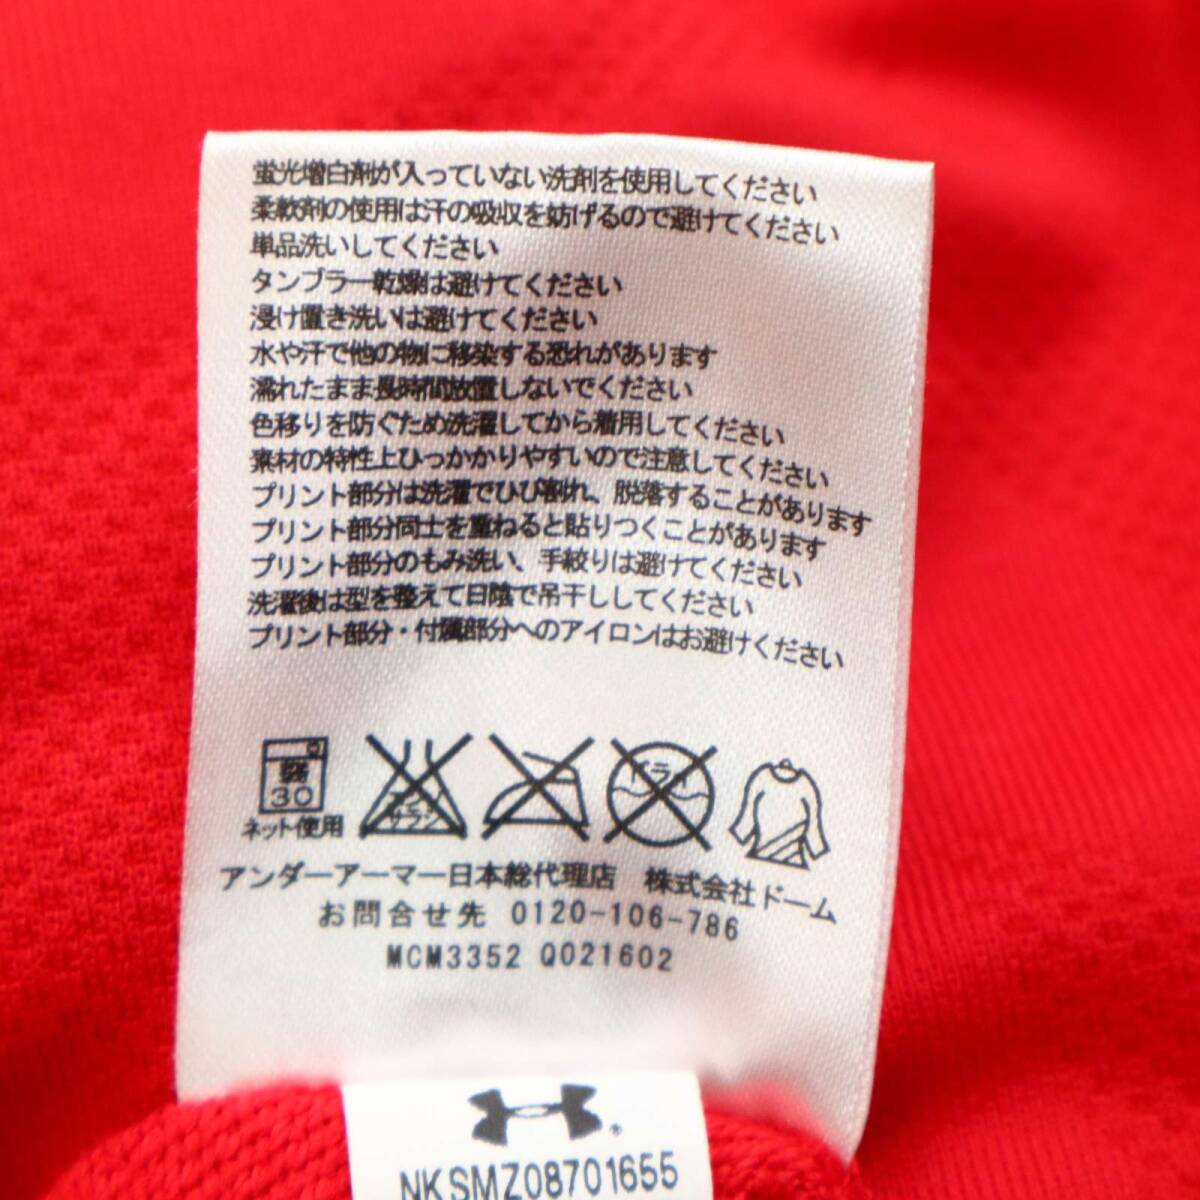 蛍光増白剤が入っていない洗剤を使用してください
柔軟剤の使用は汗の吸収を妨げるので避けてください
単品洗いしてください
タンブラー乾燥は避けてください
浸け置き洗いは避けてください
水や汗で他の物に移染する恐れがあります
濡れたまま長時間放置しないでください
色移りを防ぐため洗濯してから着用してください
素材の特性上ひっかかりやすいので注意してください
プリント部分は洗濯でひび割れ、脱落することがあります
プリント部分同士を重ねると貼りつくことがあります
プリント部分のもみ洗い、手絞りは避けてください
洗濯後は型を整えて日陰で吊干ししてください
プリント部分・付属部分へのアイロンはお避けください
30
エンソ
サラシ
ドライ
ネット使用
アンダーアーマー日本総代理店 株式会社ドーム
お問合せ先 0120-106-786
MCM3352 Q021602
NKSMZ08701655